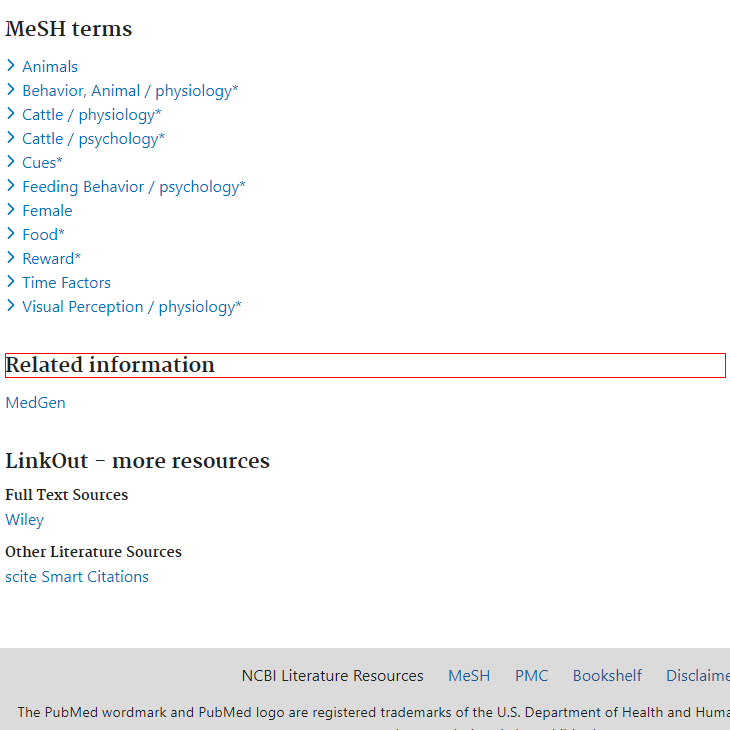 MeSH terms
Animals
Behavior, Animal / physiology*
Cattle / physiology*
Cattle / psychology*
Cues*
Feeding Behavior / psychology*
Female
Food*
Reward*
Time Factors
Visual Perception / physiology*
Related information
MedGen
LinkOut - more resources
Full Text Sources
Wiley
Other Literature Sources
scite Smart Citations
NCBI Literature Resources MeSH PMC Bookshelf Disclaime
The PubMed wordmark and PubMed logo are registered trademarks of the U.S. Department of Health and Huma